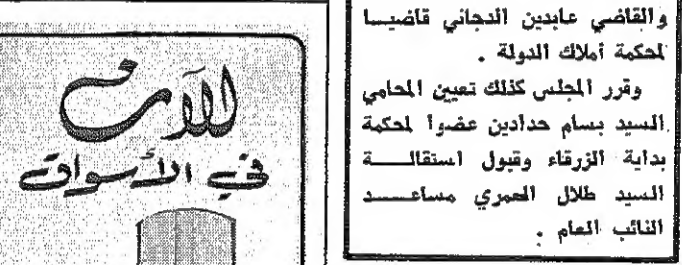 والقاضي عابدين الدجاني قاضيا
لمحكمة أملاك الدولة .
وقرر المجلس كذلك تعيين المحامي
السيد بسام حدادين عضوا لمحكمة
بداية الزرقاء وقبول استقالة
السيد طلال العمري مساعد
النائب العام .
الآن
في الأسواق